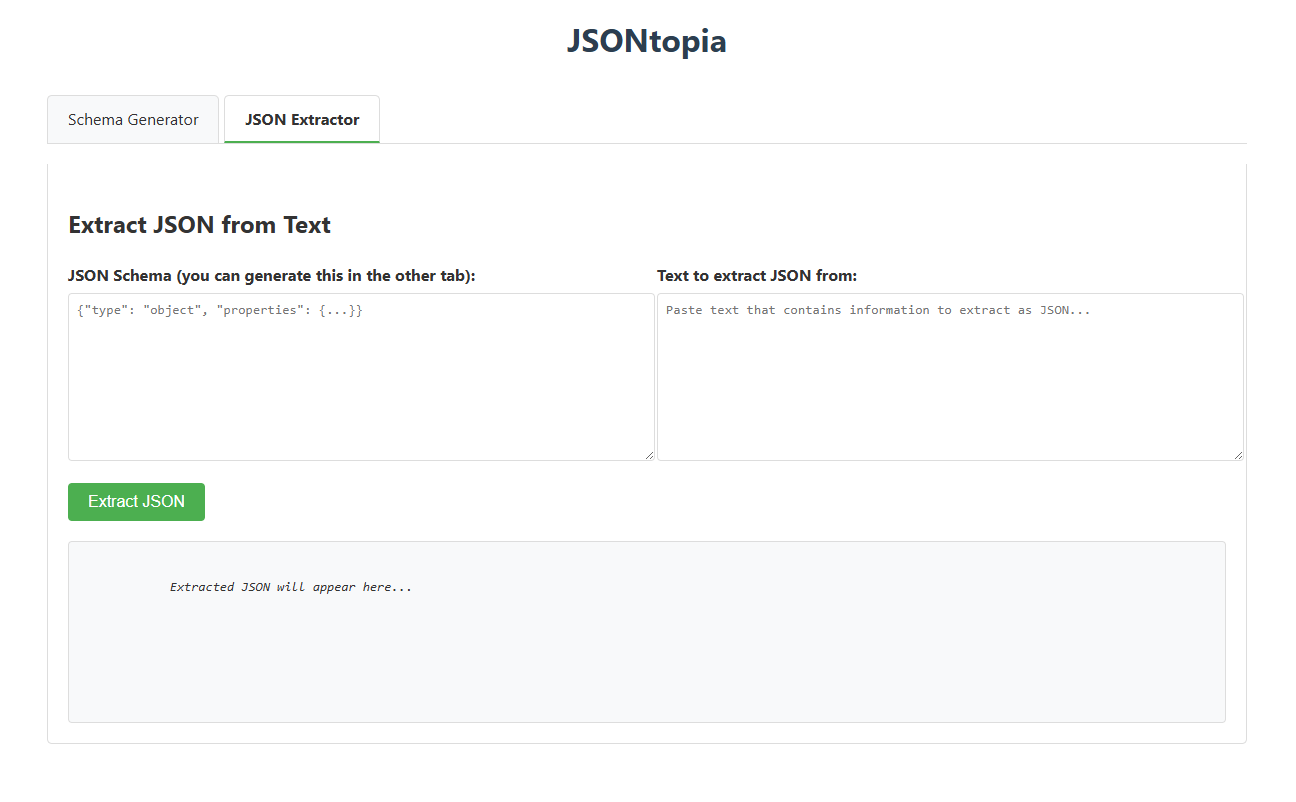 JSONtopia
Schema Generator
JSON Extractor
Extract JSON from Text
JSON Schema (you can generate this in the other tab):
{"type": "object", "properties": {...}}
Text to extract JSON from:
Paste text that contains information to extract as JSON...
Extract JSON
Extracted JSON will appear here...